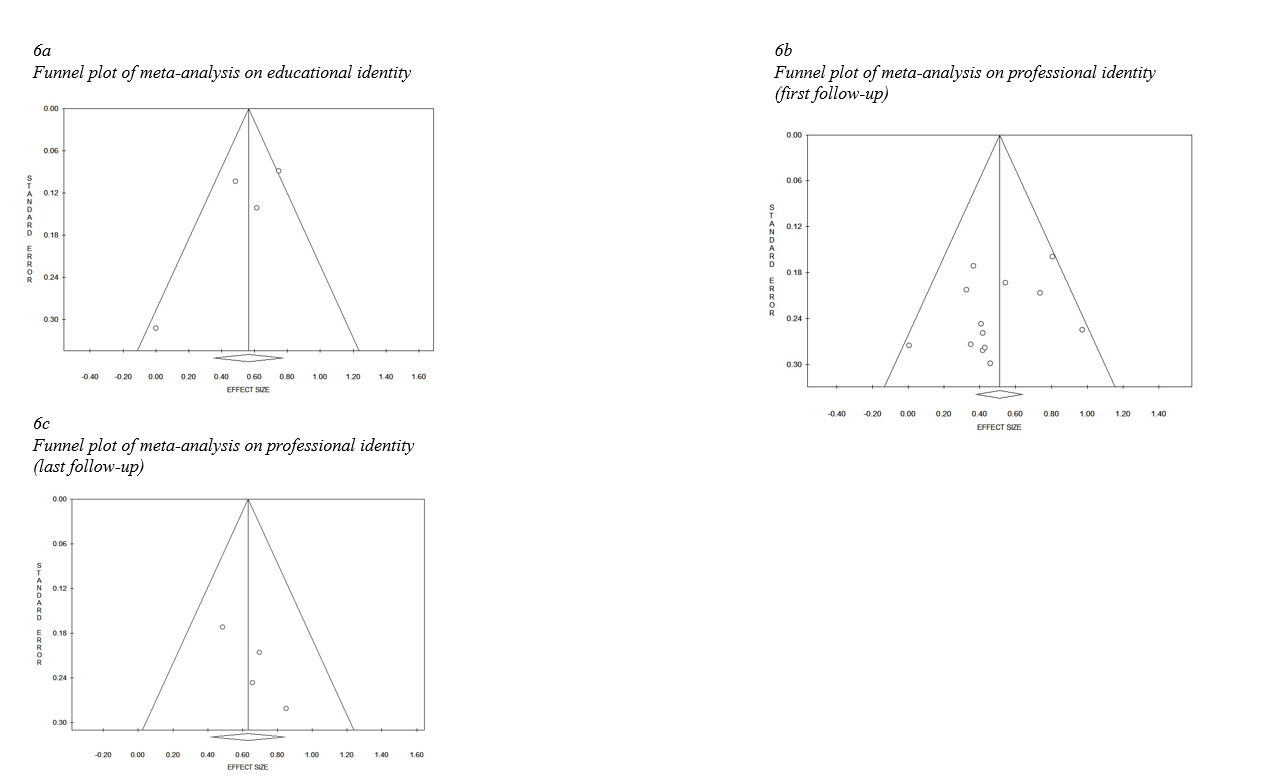 6a
Funnel plot of meta-analysis on educational identity
0.00
0.06
0.12
0.18
0.24
0.30
STANDARD ERROR
-0.40 -0.20 0.00 0.20 0.40 0.60 0.80 1.00 1.20 1.40 1.60
EFFECT SIZE
6b
Funnel plot of meta-analysis on professional identity
(first follow-up)
0.00
0.06
0.12
0.18
0.24
0.30
STANDARD ERROR
-0.40 -0.20 0.00 0.20 0.40 0.60 0.80 1.00 1.20 1.40
EFFECT SIZE
6c
Funnel plot of meta-analysis on professional identity
(last follow-up)
0.00
0.06
0.12
0.18
0.24
0.30
STANDARD ERROR
-0.20 0.00 0.20 0.40 0.60 0.80 1.00 1.20 1.40 1.60
EFFECT SIZE